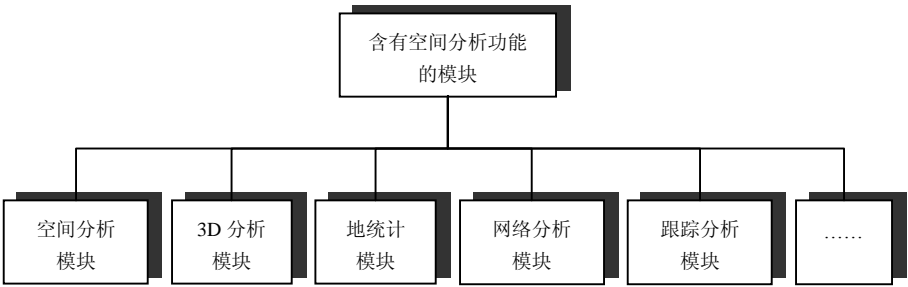 含有空间分析功能
的模块
空间分析
模块
3D 分析
模块
地统计
模块
网络分析
模块
跟踪分析
模块
……